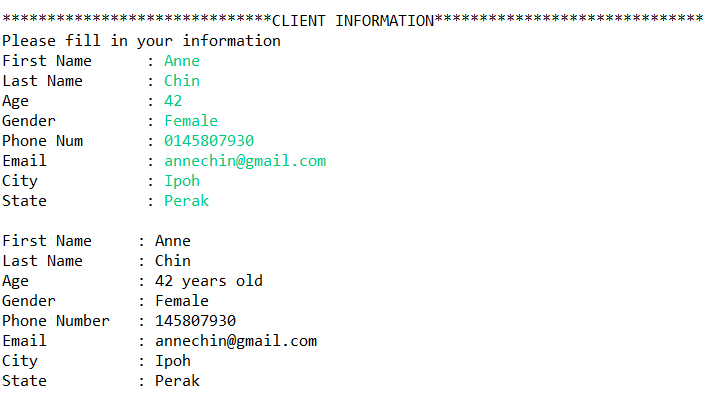 ******************************CLIENT INFORMATION******************************
Please fill in your information
First Name      : Anne
Last Name       : Chin
Age             : 42
Gender          : Female
Phone Num       : 0145807930
Email           : annechin@gmail.com
City            : Ipoh
State           : Perak

First Name     : Anne
Last Name      : Chin
Age            : 42 years old
Gender         : Female
Phone Number   : 145807930
Email          : annechin@gmail.com
City           : Ipoh
State          : Perak